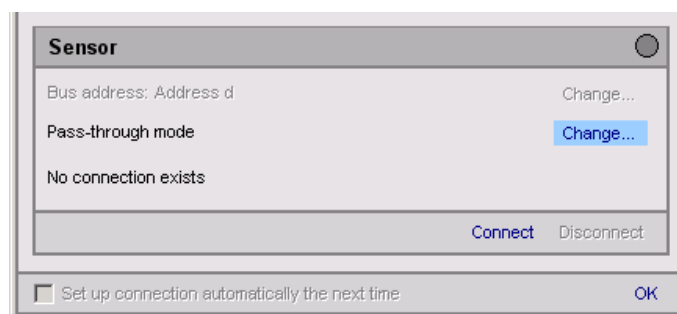 Sensor
Bus address: Address d Change...
Pass-through mode Change...
No connection exists
Connect Disconnect
Set up connection automatically the next time OK